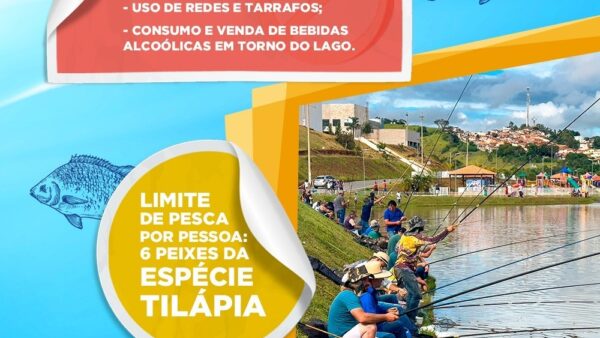 - USO DE REDES E TARRAFOS;
- CONSUMO E VENDA DE BEBIDAS
ALCOÓLICAS EM TORNO DO LAGO.
LIMITE
DE PESCA
POR PESSOA:
6 PEIXES DA
ESPÉCIE
TILÁPIA